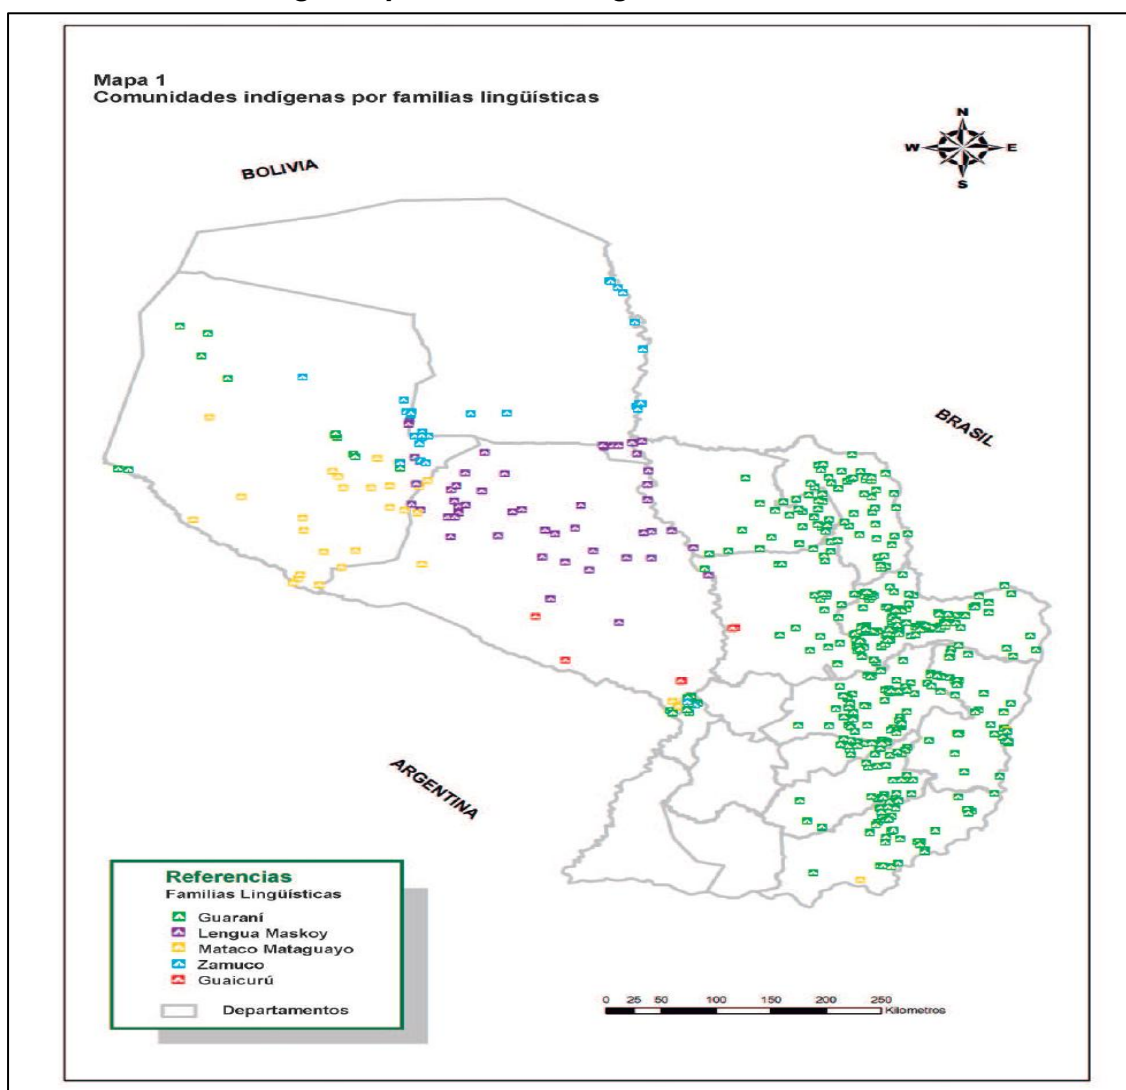 Mapa 1
Comunidades indígenas por familias lingüísticas
N
W
E
S
BOLIVIA
BRASIL
ARGENTINA
Referencias
Familias Lingüísticas
Guaraní
Lengua Maskoy
Mataco Mataguayo
Zamuco
Guaicurú
Departamentos
0 25 50 100 150 200 250
Kilometros